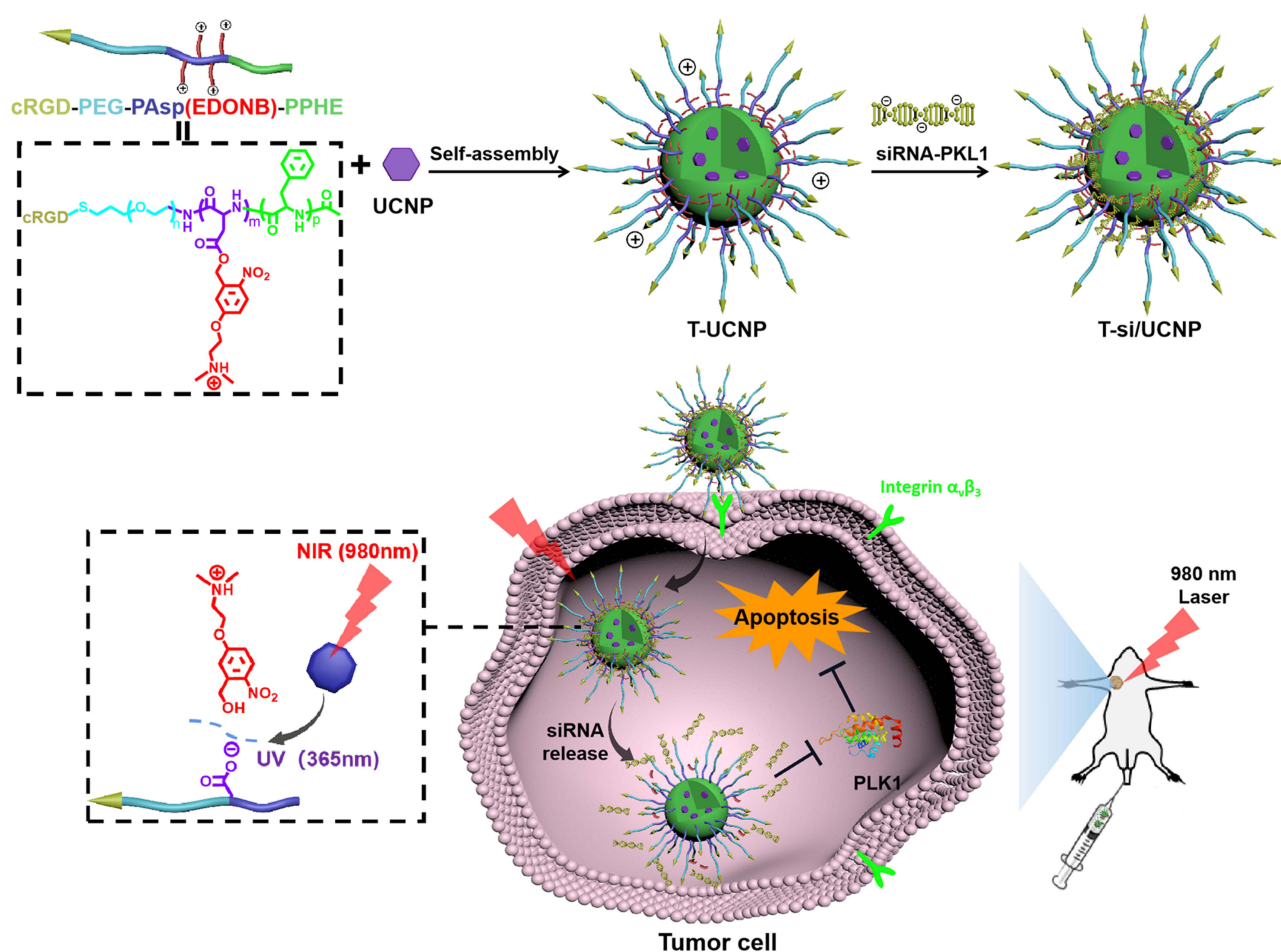 cRGD-PEG-PAsp(EDONB)-PPHE
cRGD
S
O
n
N
H
O
H
N
m
O
N
H
p
O
O
O
NO₂
O
NH
⊕
+
UCNP
Self-assembly
T-UCNP
siRNA-PKL1
T-si/UCNP
Integrin αvβ3
NIR (980nm)
⊕
NH
O
NO₂
OH
UV (365nm)
⊖
O
O
Apoptosis
siRNA
release
PLK1
Tumor cell
980 nm
Laser